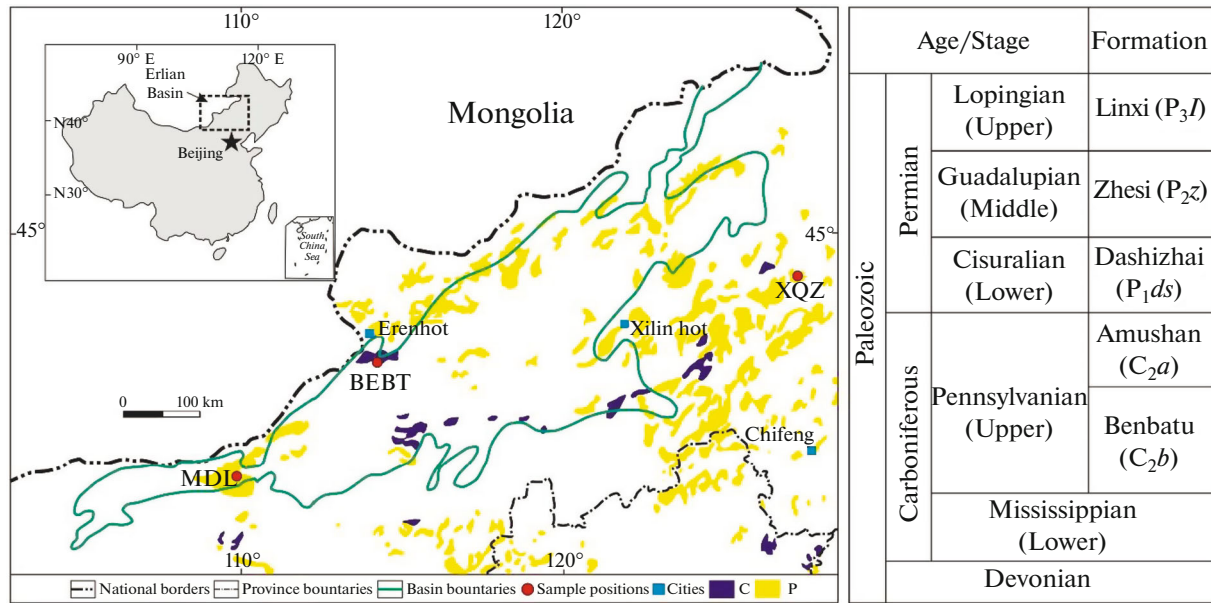 110°
120°
90° E
120° E
Erlian
Basin
N40°
Beijing
N30°
South
China
Sea
Mongolia
45°
45°
XQZ
Erenhot
Xilin hot
BEBT
0 100 km
Chifeng
MDL
110°
120°
National borders Province boundaries Basin boundaries Sample positions Cities C P
Age/Stage Formation
Paleozoic
Permian
Lopingian
(Upper)
Linxi (P3l)
Guadalupian
(Middle)
Zhesi (P2z)
Cisuralian
(Lower)
Dashizhai
(P1ds)
Carboniferous
Pennsylvanian
(Upper)
Amushan
(C2a)
Benbatu
(C2b)
Mississippian
(Lower)
Devonian